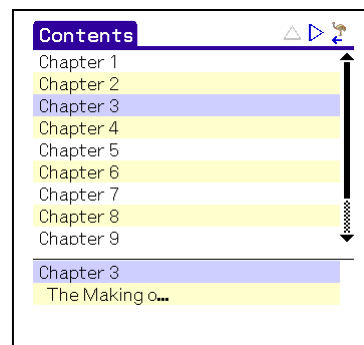 Contents
Chapter 1
Chapter 2
Chapter 3
Chapter 4
Chapter 5
Chapter 6
Chapter 7
Chapter 8
Chapter 9
Chapter 3
The Making o...